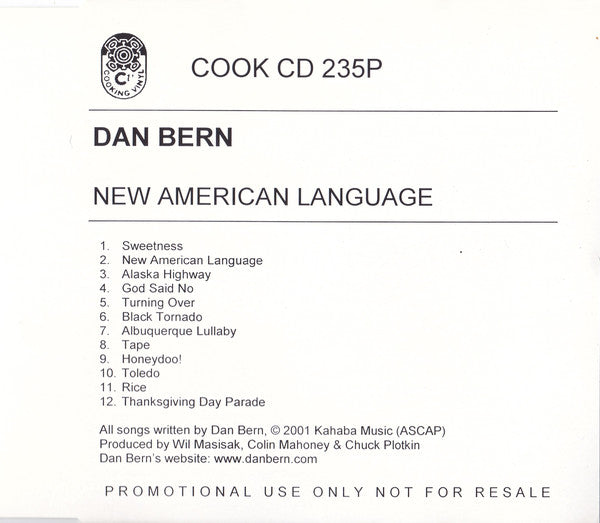 C
COOKING VINYL
COOK CD 235P
DAN BERN
NEW AMERICAN LANGUAGE
1. Sweetness
2. New American Language
3. Alaska Highway
4. God Said No
5. Turning Over
6. Black Tornado
7. Albuquerque Lullaby
8. Tape
9. Honeydoo!
10. Toledo
11. Rice
12. Thanksgiving Day Parade
All songs written by Dan Bern, © 2001 Kahaba Music (ASCAP)
Produced by Wil Masisak, Colin Mahoney & Chuck Plotkin
Dan Bern's website: www.danbern.com
PROMOTIONAL USE ONLY NOT FOR RESALE